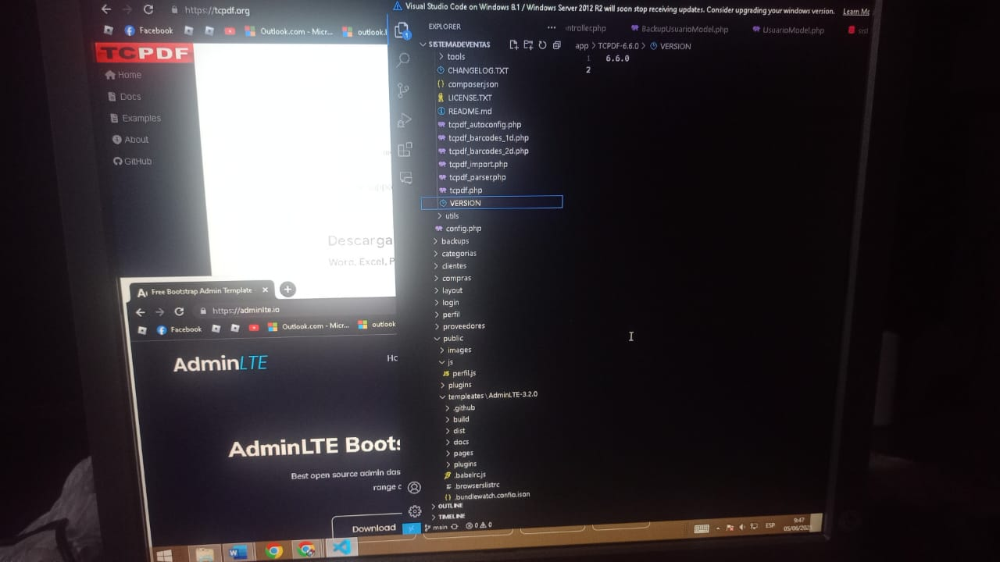 https://tcpdf.org
Facebook
Outlook.com - Micr...
outlook.l
TCPDF
Home
Docs
Examples
About
GitHub
Descarga
Word, Excel, P
Free Bootstrap Admin Template
https://adminlte.io
Facebook
Outlook.com - Micr...
outlook
AdminLTE
Hc
AdminLTE Boots
Best open source admin das
range c
Download
Visual Studio Code on Windows 8.1 / Windows Server 2012 R2 will soon stop receiving updates. Consider upgrading your windows version. Learn Mo
EXPLORER
ntroller.php
BackupUsuarioModel.php
UsuarioModel.php
SISTEMADEVENTAS
app > TCPDF-6.6.0 > VERSION
1 6.6.0
2
tools
CHANGELOG.TXT
composer.json
LICENSE.TXT
README.md
tcpdf_autoconfig.php
tcpdf_barcodes_1d.php
tcpdf_barcodes_2d.php
tcpdf_import.php
tcpdf_parser.php
tcpdf.php
VERSION
utils
config.php
backups
categorias
clientes
compras
layout
login
perfil
proveedores
public
images
js
JS perfil.js
plugins
templeates \ AdminLTE-3.2.0
.github
build
dist
docs
pages
plugins
.babelrc.js
.browserslistrc
{} .bundlewatch.config.json
OUTLINE
TIMELINE
main
0 0
ESP
9:47